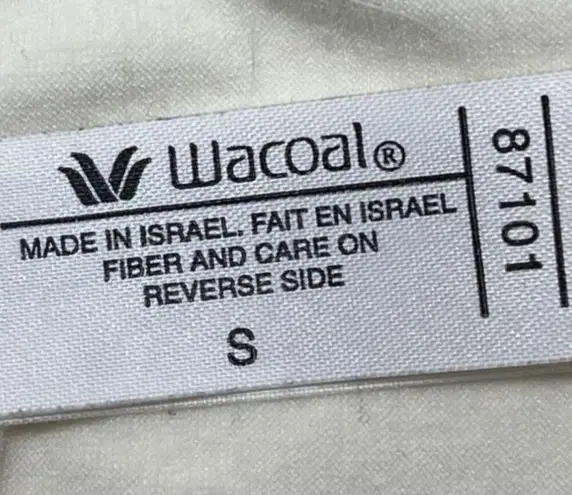 Wacoal®
MADE IN ISRAEL. FAIT EN ISRAEL
FIBER AND CARE ON
REVERSE SIDE
S
87101